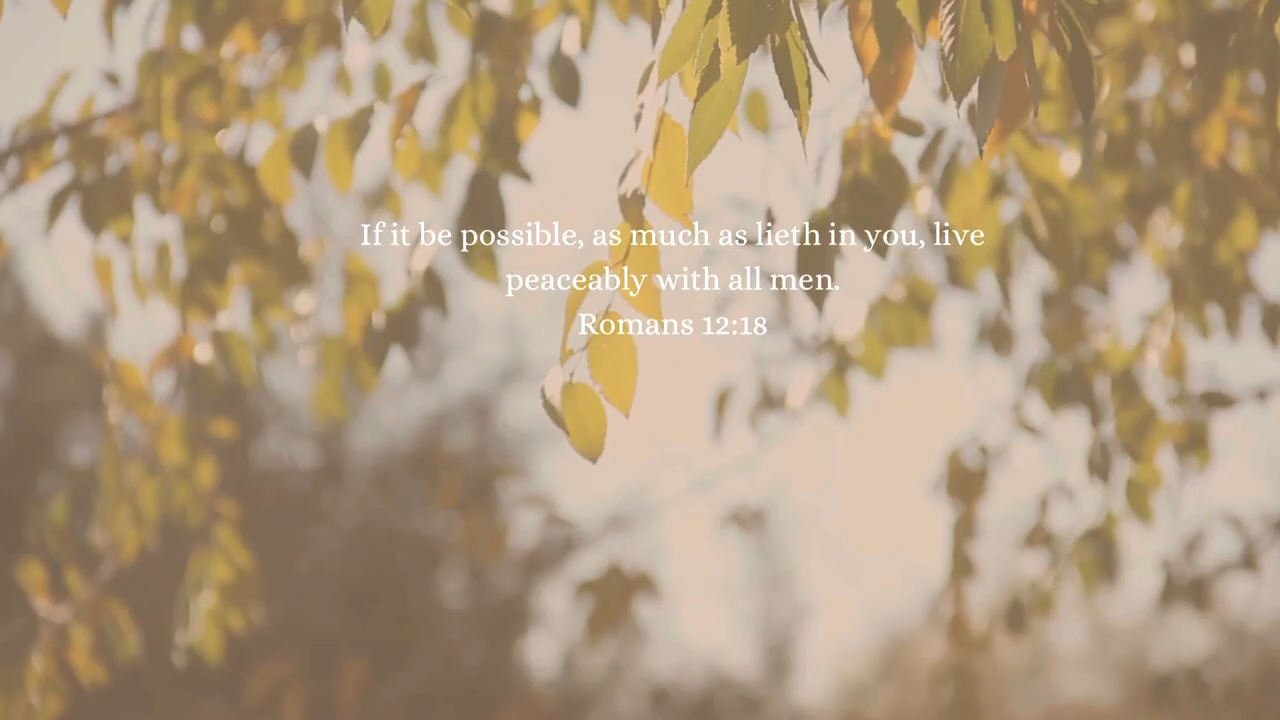 If it be possible, as much as lieth in you, live
peaceably with all men.
Romans 12:18